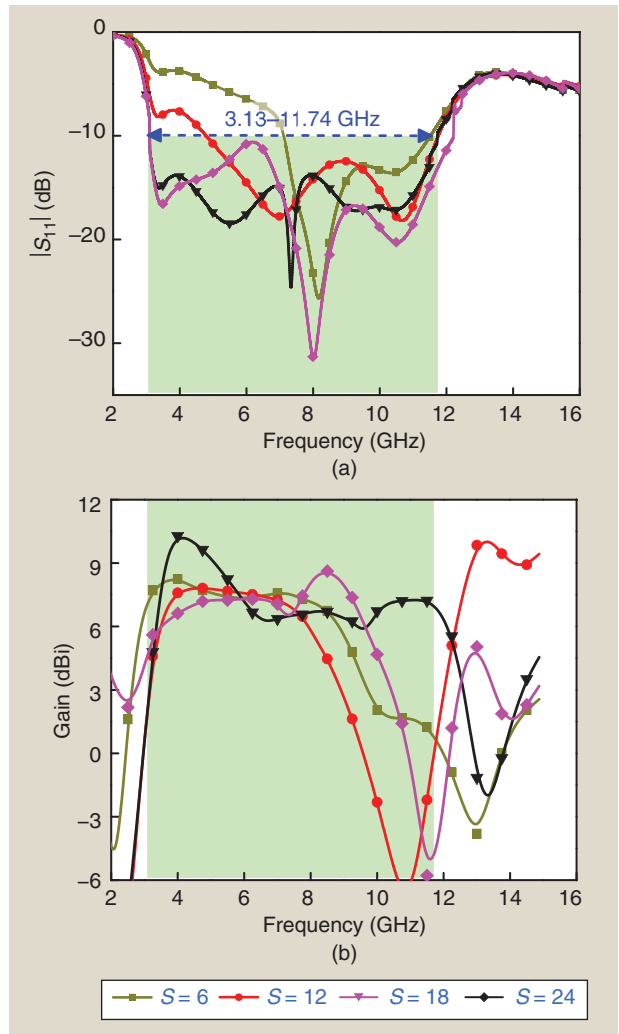 0
−10
−20
−30
|S₁₁| (dB)
3.13–11.74 GHz
2 4 6 8 10 12 14 16
Frequency (GHz)
(a)
12
9
6
3
0
−3
−6
Gain (dBi)
2 4 6 8 10 12 14 16
Frequency (GHz)
(b)
S = 6 S = 12 S = 18 S = 24